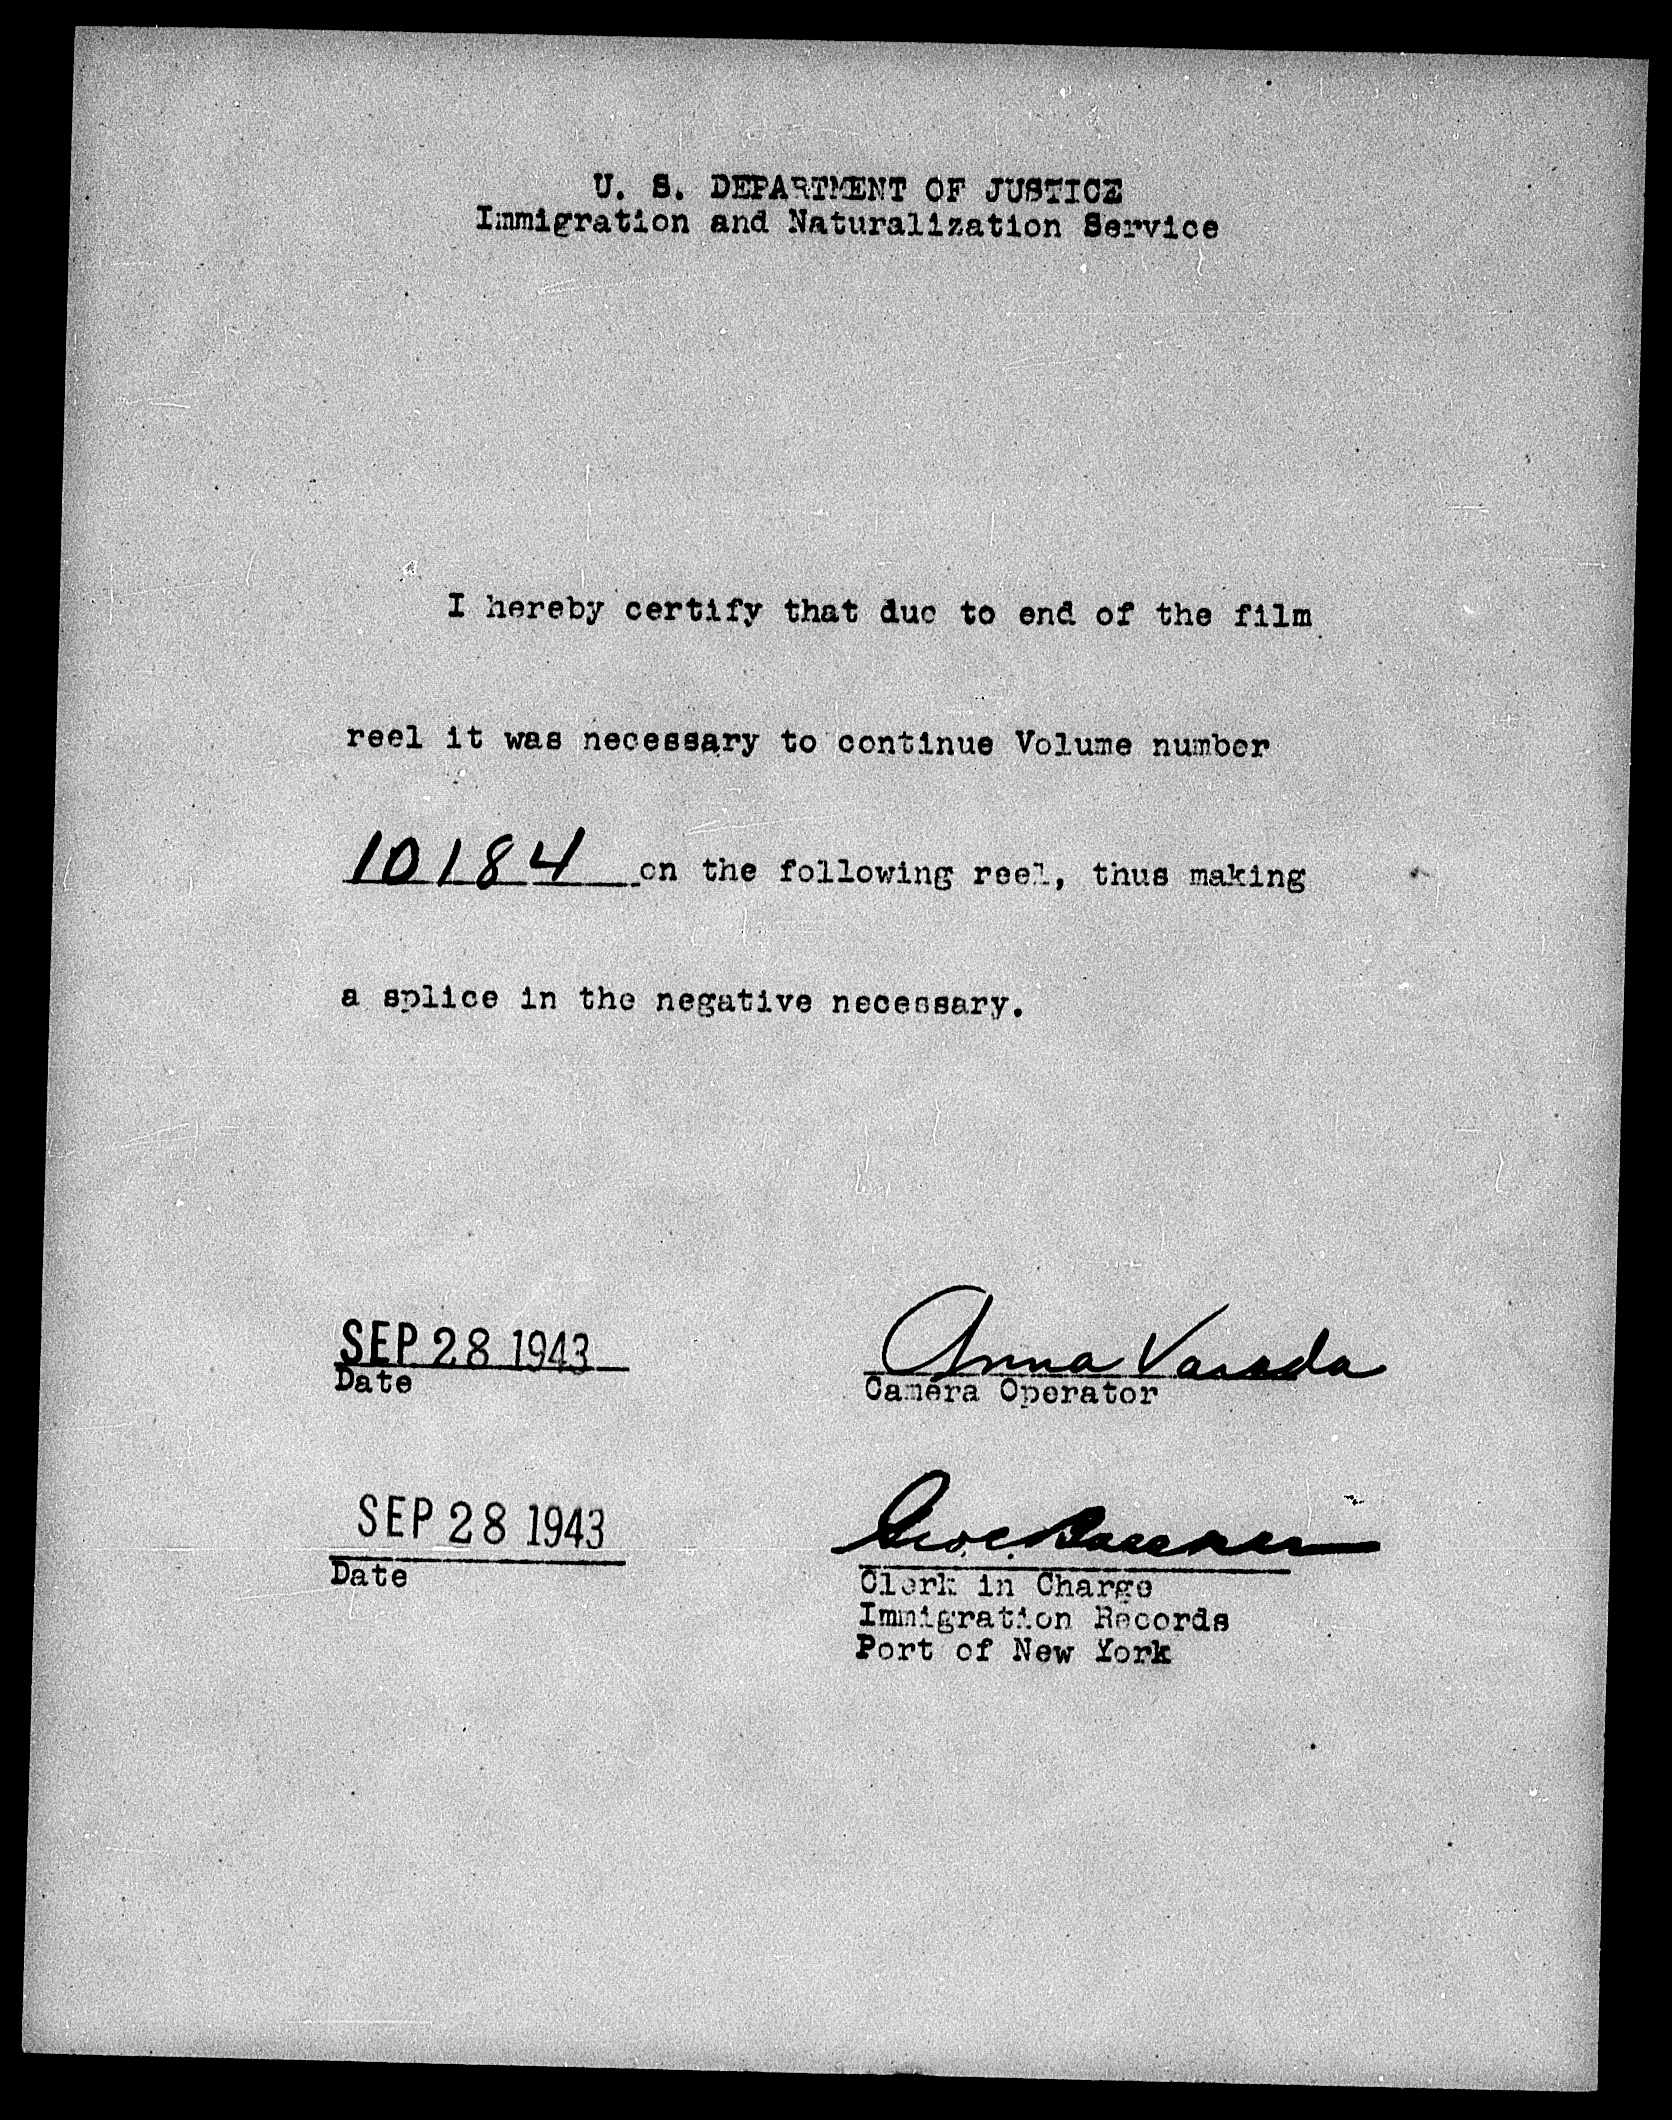 U. S. DEPARTMENT OF JUSTICE
Immigration and Naturalization Service
I hereby certify that due to end of the film
reel it was necessary to continue Volume number
10184 on the following reel, thus making
a splice in the negative necessary.
SEP 28 1943
Date
Anna Varada
Camera Operator
SEP 28 1943
Date
Geo. C.
Clerk in Charge
Immigration Records
Port of New York